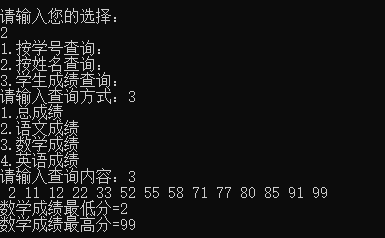 请输入您的选择：
2
1.按学号查询：
2.按姓名查询：
3.学生成绩查询：
请输入查询方式：3
1.总成绩
2.语文成绩
3.数学成绩
4.英语成绩
请输入查询内容：3
2 11 12 22 33 52 55 58 71 77 80 85 91 99
数学成绩最低分=2
数学成绩最高分=99